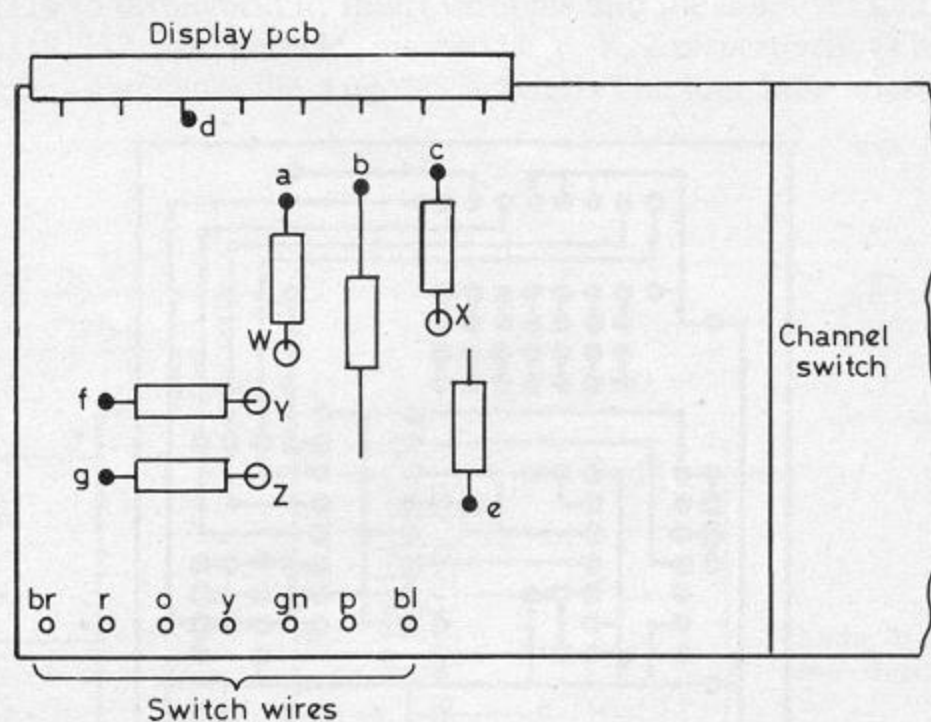 Display pcb
d
a
b
c
W
X
Channel
switch
f
Y
g
Z
e
br r o y gn p bl
Switch wires